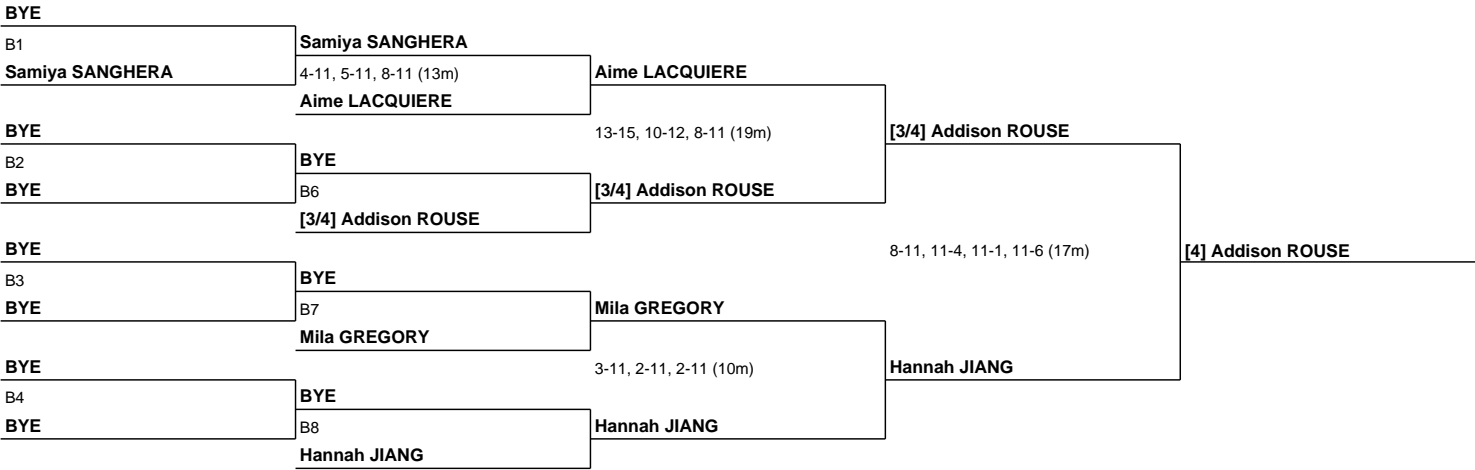 BYE
B1
Samiya SANGHERA
Samiya SANGHERA
4-11, 5-11, 8-11 (13m)
Aime LACQUIERE
Aime LACQUIERE
13-15, 10-12, 8-11 (19m)
BYE
B2
BYE
BYE
B6
[3/4] Addison ROUSE
[3/4] Addison ROUSE
[3/4] Addison ROUSE
8-11, 11-4, 11-1, 11-6 (17m)
[4] Addison ROUSE
BYE
B3
BYE
BYE
B7
Mila GREGORY
Mila GREGORY
3-11, 2-11, 2-11 (10m)
Hannah JIANG
BYE
B4
BYE
BYE
B8
Hannah JIANG
Hannah JIANG